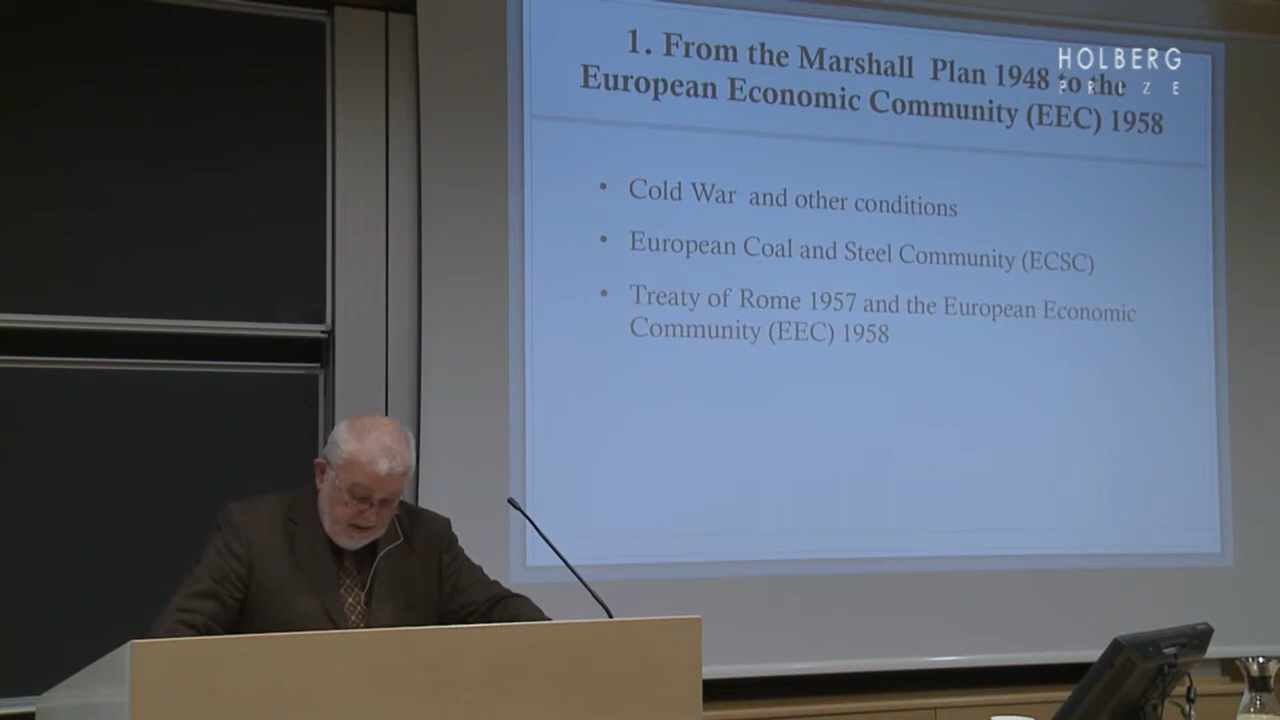 1. From the Marshall Plan 1948 to the
European Economic Community (EEC) 1958
HOLBERG
PRIZE
• Cold War and other conditions
• European Coal and Steel Community (ECSC)
• Treaty of Rome 1957 and the European Economic
Community (EEC) 1958